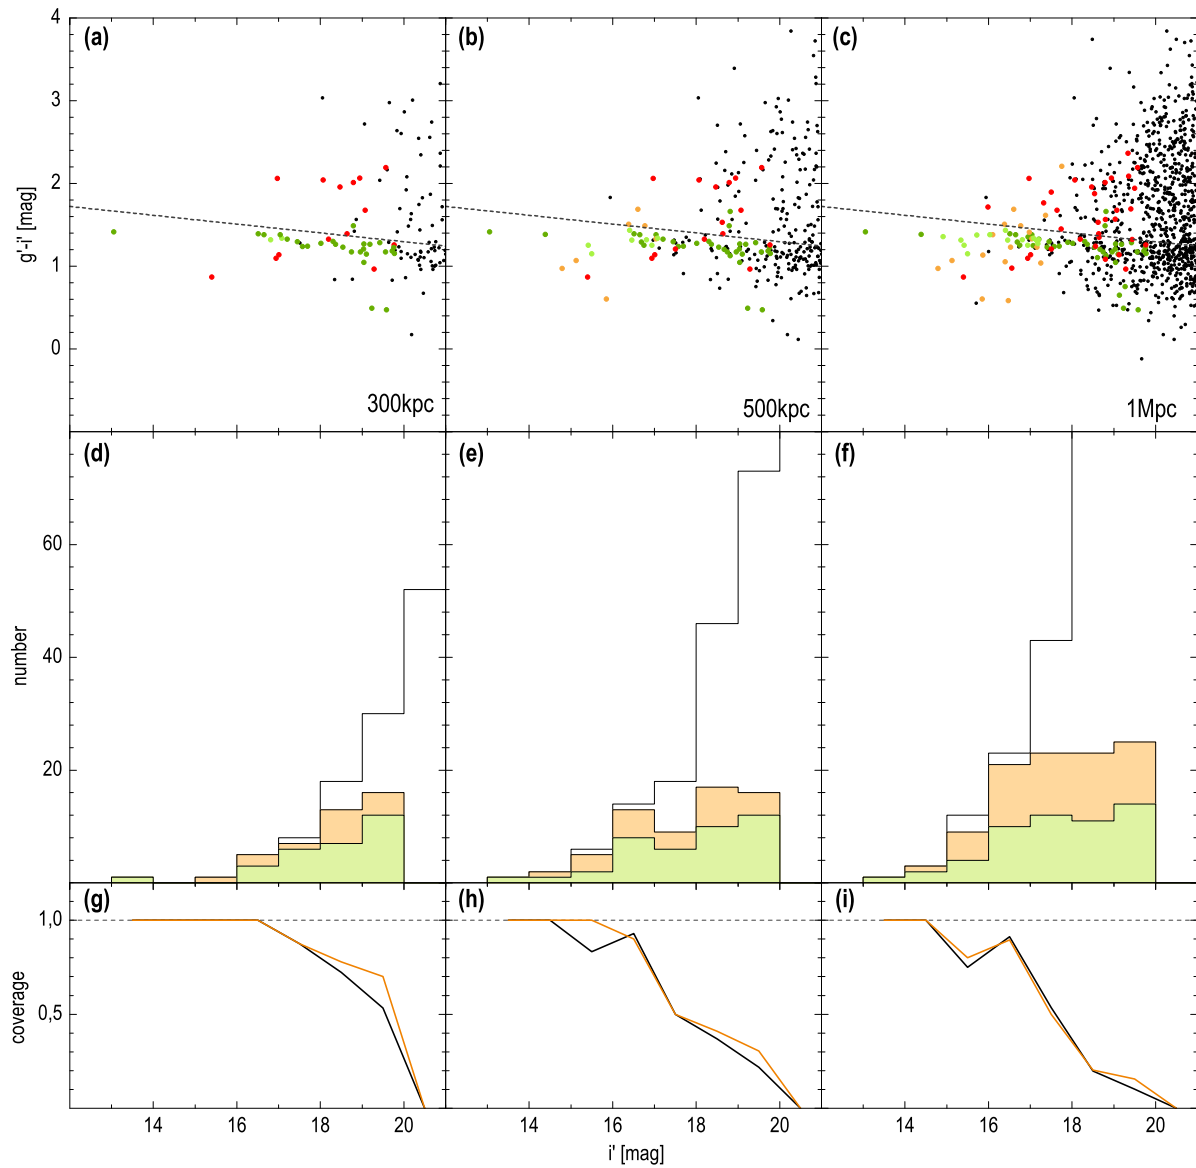 (a) (b) (c)
4
3
2
1
0
g'-i' [mag]
300kpc 500kpc 1Mpc
(d) (e) (f)
60
40
20
number
(g) (h) (i)
1,0
0,5
coverage
14 16 18 20 14 16 18 20 14 16 18 20
i' [mag]